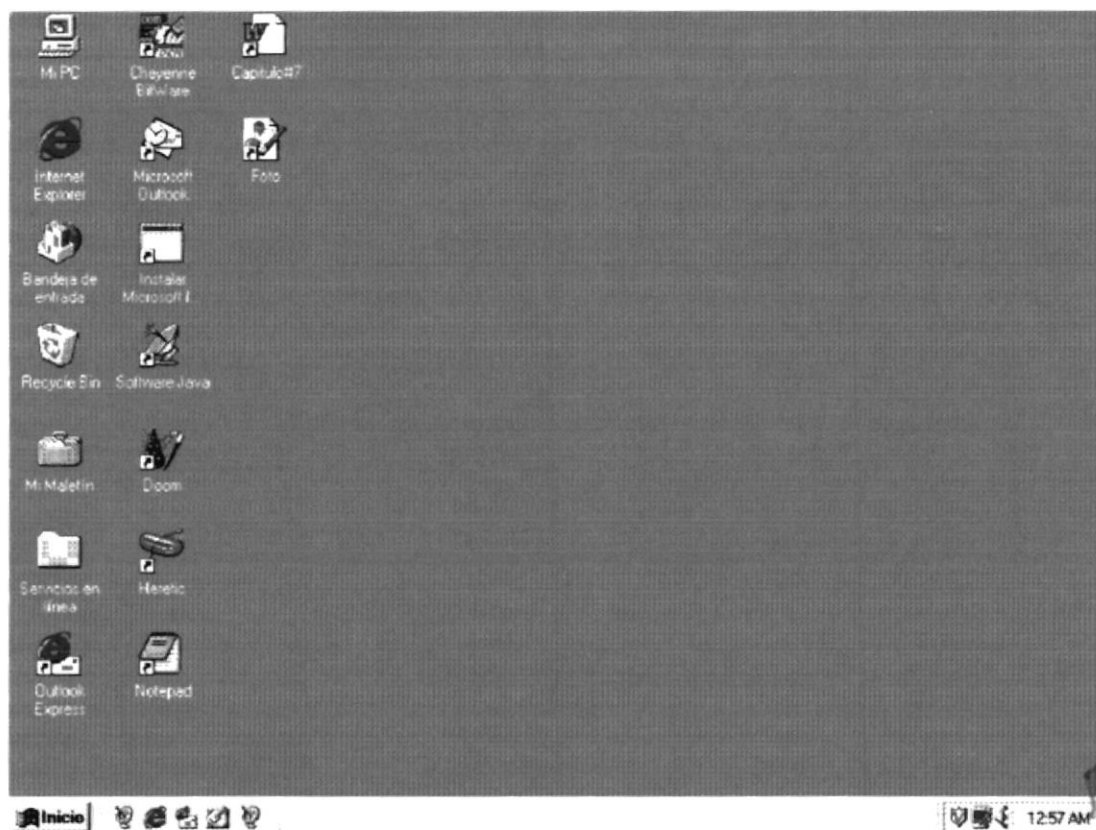 Mi PC
Cheyenne
Bitware
Capitulo#7
Internet
Explorer
Microsoft
Outlook
Foto
Bandeja de
entrada
Instalar
Microsoft I...
Recycle Bin
Software Java
Mi Maletín
Doom
Servicios en
línea
Heretic
Outlook
Express
Notepad
Inicio
12:57 AM